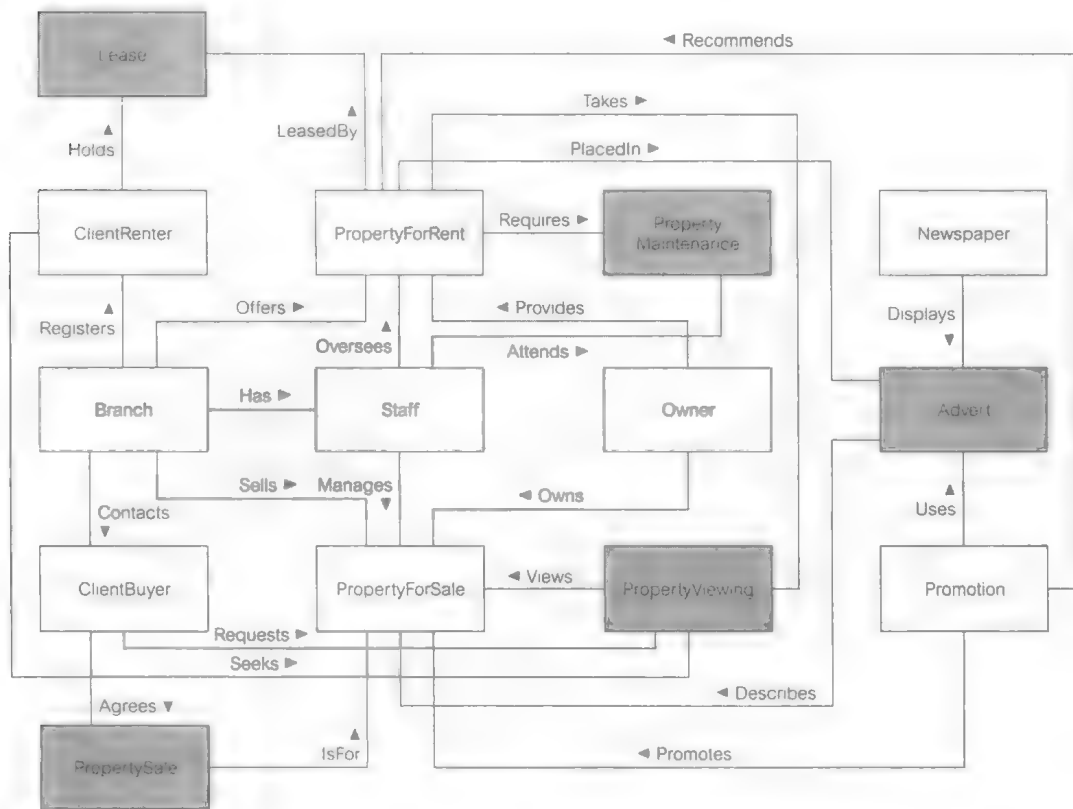 Lease
◄ Recommends
Takes ►
▲
Holds
▲
LeasedBy
PlacedIn ►
ClientRenter
PropertyForRent
Requires ►
Property
Maintenance
Newspaper
▲
Registers
Offers ►
▲
Oversees
◄ Provides
Attends ►
Displays
▼
Branch
Has ►
Staff
Owner
Advert
Contacts
▼
Sells ►
Manages
▼
◄ Owns
▲
Uses
ClientBuyer
PropertyForSale
◄ Views
PropertyViewing
Promotion
Requests ►
Seeks ►
Agrees ▼
◄ Describes
PropertySale
▲
IsFor
◄ Promotes